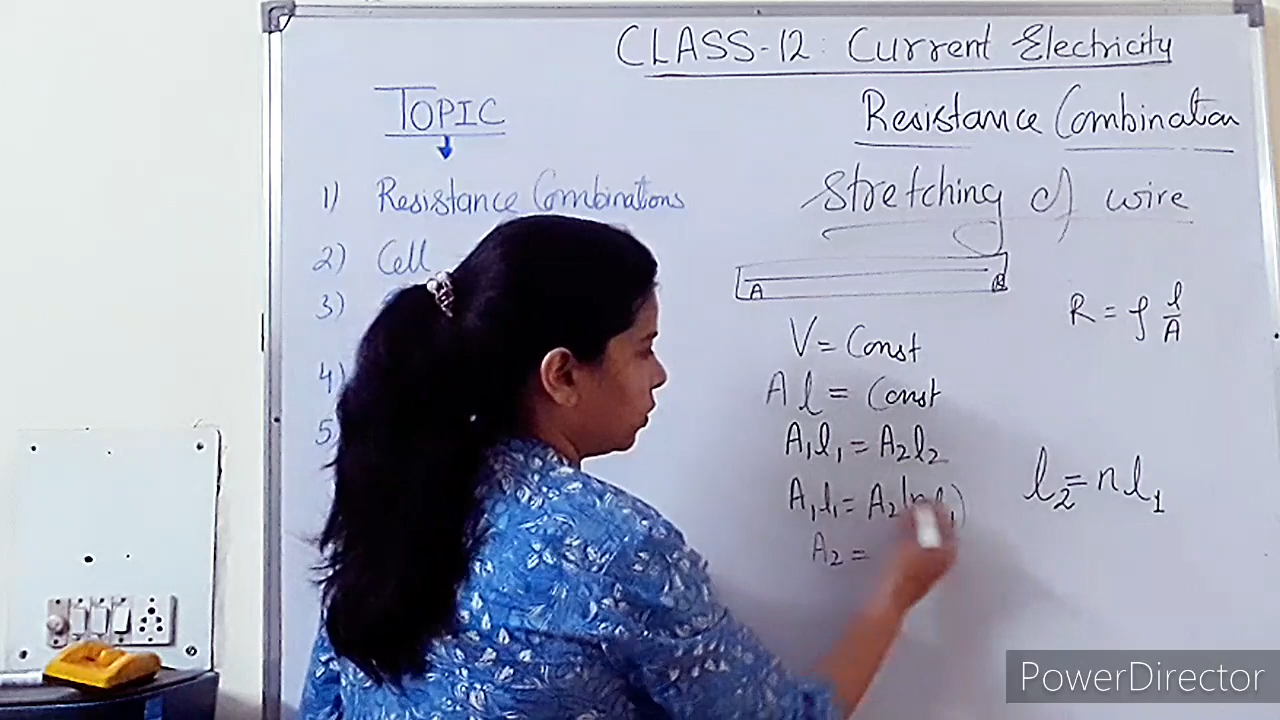 CLASS-12: Current Electricity
TOPIC
Resistance Combination
1) Resistance Combinations
Stretching of wire
2) Cell
3)
4)
5)
A B
R = ρ l/A
V = Const
A l = Const
A₁l₁ = A₂l₂
l₂ = n l₁
A₁l₁ = A₂(nl₁)
A₂ =
PowerDirector